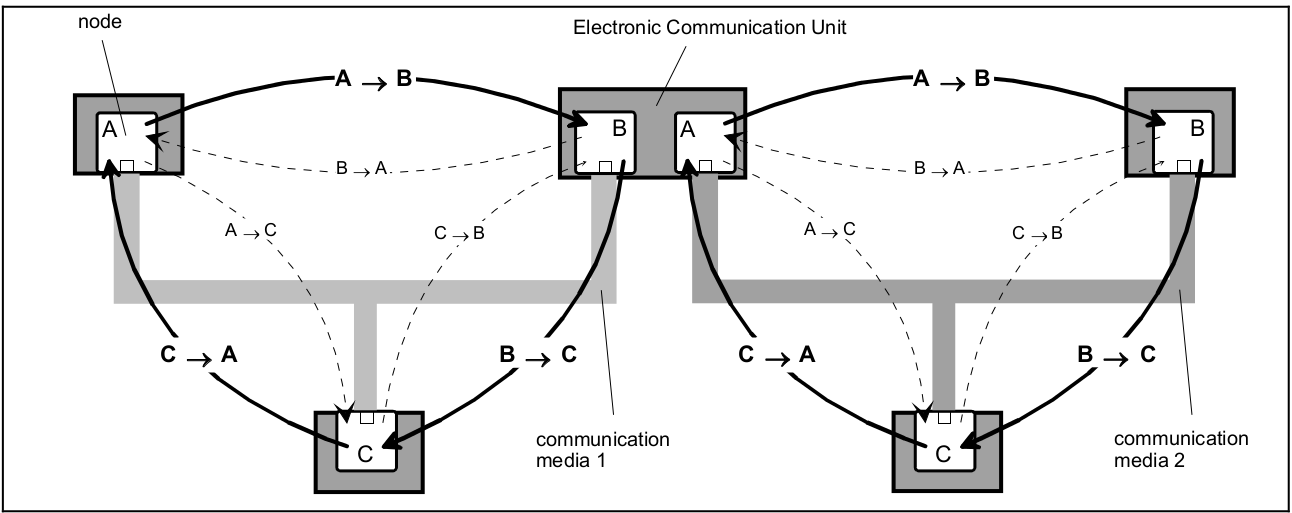 node
Electronic Communication Unit
A → B
A → B
A
B
A
B
B → A
B → A
A → C
C → B
A → C
C → B
C → A
B → C
C → A
B → C
communication
media 1
communication
media 2
C
C